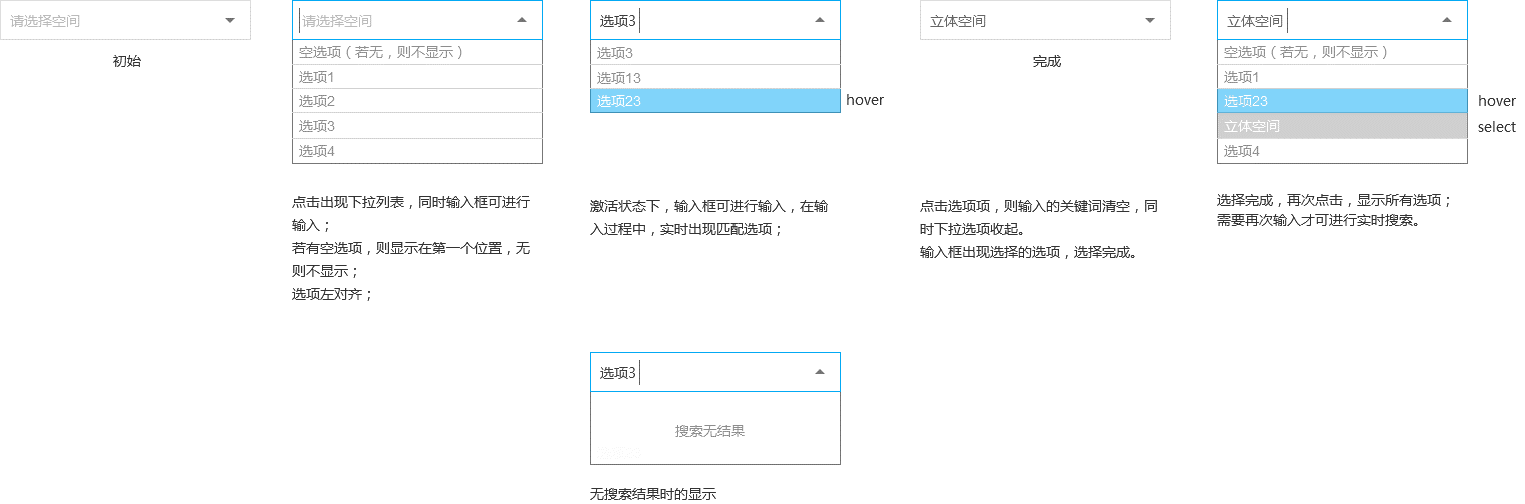 请选择空间
初始
请选择空间
空选项（若无，则不显示）
选项1
选项2
选项3
选项4
点击出现下拉列表，同时输入框可进行
输入；
若有空选项，则显示在第一个位置，无
则不显示；
选项左对齐；
选项3
选项3
选项13
选项23
hover
激活状态下，输入框可进行输入，在输
入过程中，实时出现匹配选项；
选项3
搜索无结果
无搜索结果时的显示
立体空间
完成
点击选项项，则输入的关键词清空，同
时下拉选项收起。
输入框出现选择的选项，选择完成。
立体空间
空选项（若无，则不显示）
选项1
选项23
hover
立体空间
select
选项4
选择完成，再次点击，显示所有选项；
需要再次输入才可进行实时搜索。